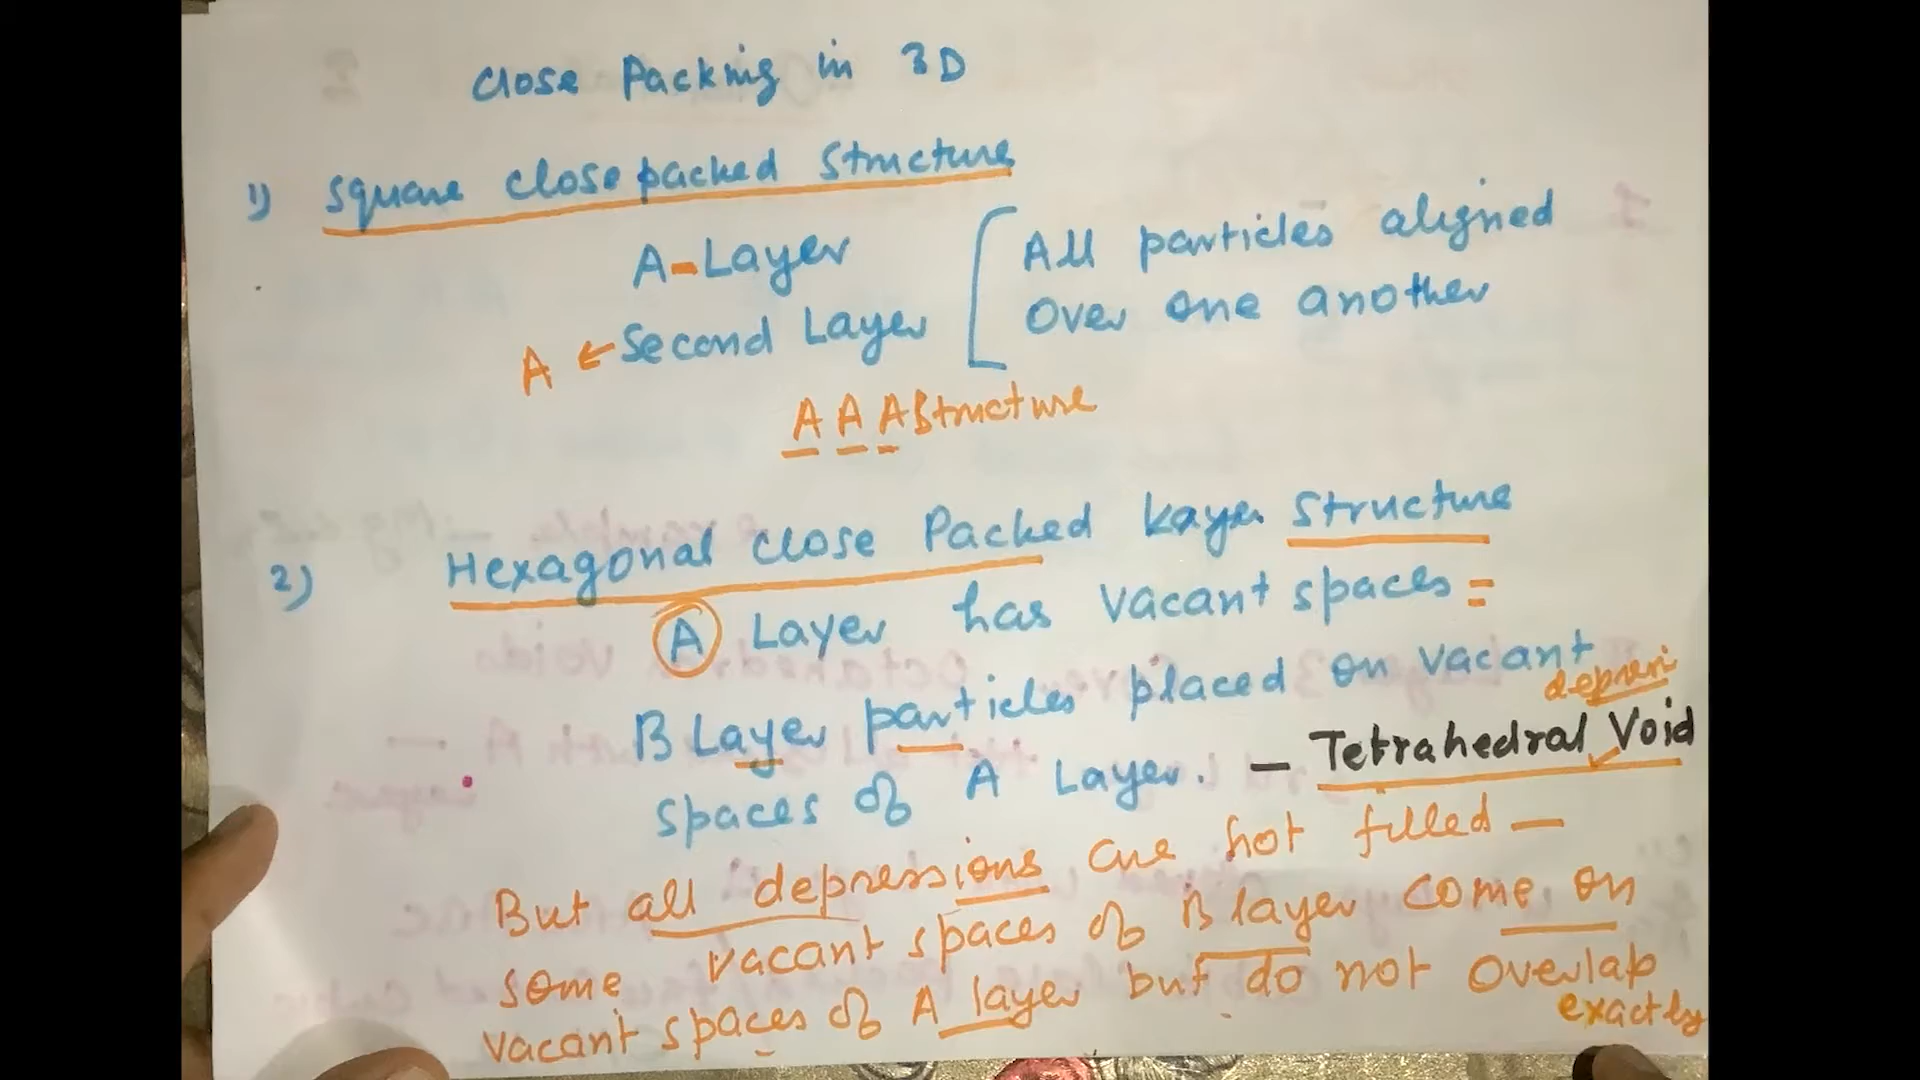 Close Packing in 3D
1) Square close packed Structure
A-Layer [ All particles aligned
A ← Second Layer Over one another
A A A Structure
2) Hexagonal close Packed Layer Structure
A Layer has vacant spaces =
B Layer particles placed on vacant
depressi
spaces of A Layer. - Tetrahedral Void
But all depressions are not filled -
some vacant spaces of B layer come on
vacant spaces of A layer but do not overlap
exactly